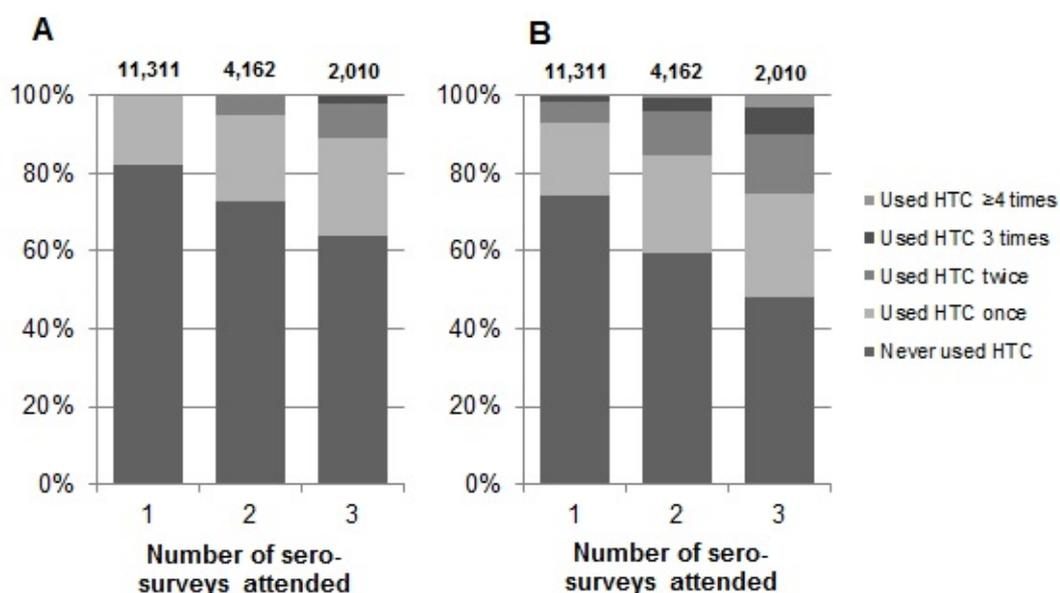 A
11,311 4,162 2,010
100%
80%
60%
40%
20%
0%
1 2 3
Number of sero-
surveys attended
B
11,311 4,162 2,010
100%
80%
60%
40%
20%
0%
1 2 3
Number of sero-
surveys attended
Used HTC ≥4 times
Used HTC 3 times
Used HTC twice
Used HTC once
Never used HTC